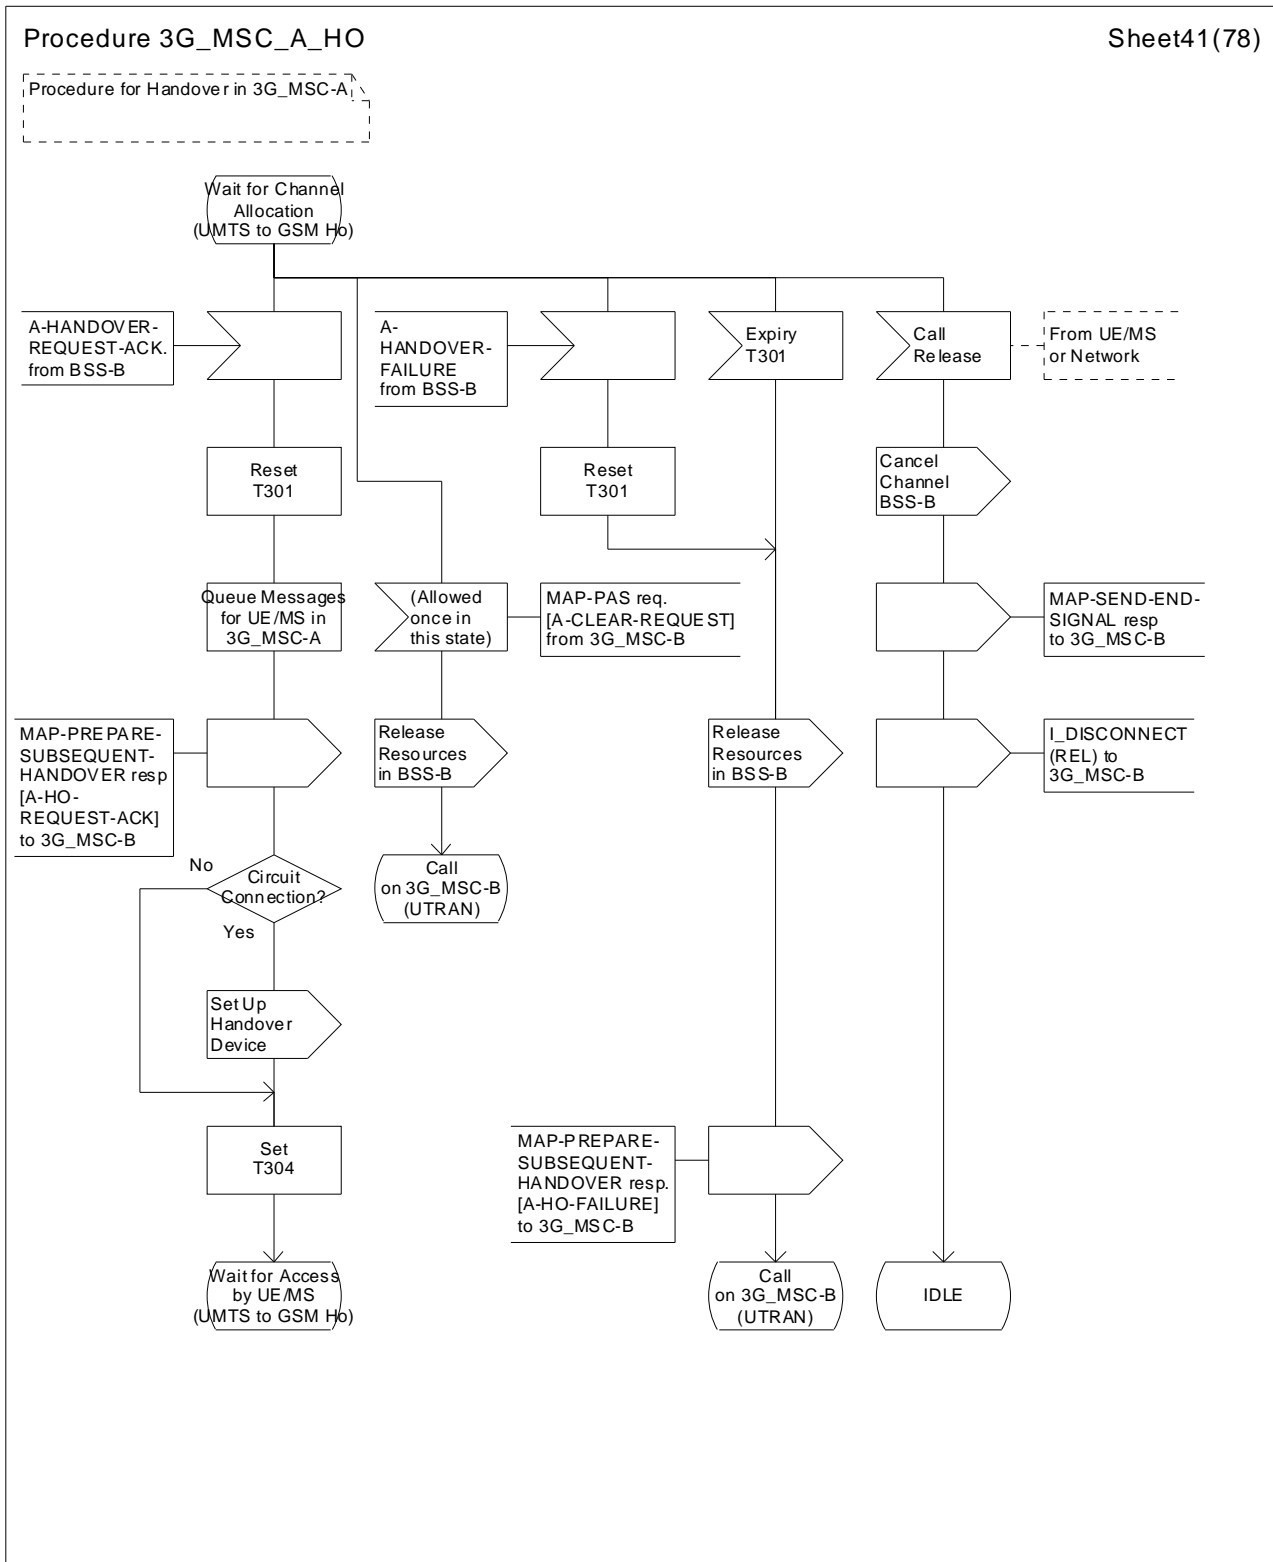 Procedure 3G_MSC_A_HO
Sheet41(78)
Procedure for Handover in 3G_MSC-A
Wait for Channel
Allocation
(UMTS to GSM Ho)
A-HANDOVER-
REQUEST-ACK.
from BSS-B
A-
HANDOVER-
FAILURE
from BSS-B
Expiry
T301
Call
Release
From UE/MS
or Network
Reset
T301
Reset
T301
Cancel
Channel
BSS-B
Queue Messages
for UE/MS in
3G_MSC-A
(Allowed
once in
this state)
MAP-PAS req.
[A-CLEAR-REQUEST]
from 3G_MSC-B
MAP-SEND-END-
SIGNAL resp
to 3G_MSC-B
MAP-PREPARE-
SUBSEQUENT-
HANDOVER resp
[A-HO-
REQUEST-ACK]
to 3G_MSC-B
Release
Resources
in BSS-B
Release
Resources
in BSS-B
I_DISCONNECT
(REL) to
3G_MSC-B
No
Circuit
Connection?
Yes
Call
on 3G_MSC-B
(UTRAN)
Set Up
Handover
Device
Set
T304
MAP-PREPARE-
SUBSEQUENT-
HANDOVER resp.
[A-HO-FAILURE]
to 3G_MSC-B
Wait for Access
by UE/MS
(UMTS to GSM Ho)
Call
on 3G_MSC-B
(UTRAN)
IDLE